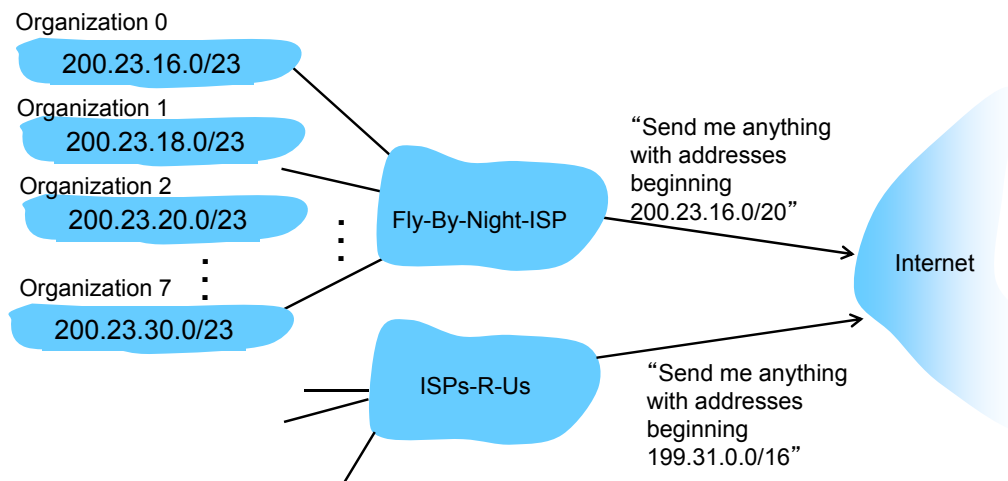 Organization 0
200.23.16.0/23
Organization 1
200.23.18.0/23
Organization 2
200.23.20.0/23
Organization 7
200.23.30.0/23
Fly-By-Night-ISP
“Send me anything
with addresses
beginning
200.23.16.0/20”
Internet
ISPs-R-Us
“Send me anything
with addresses
beginning
199.31.0.0/16”